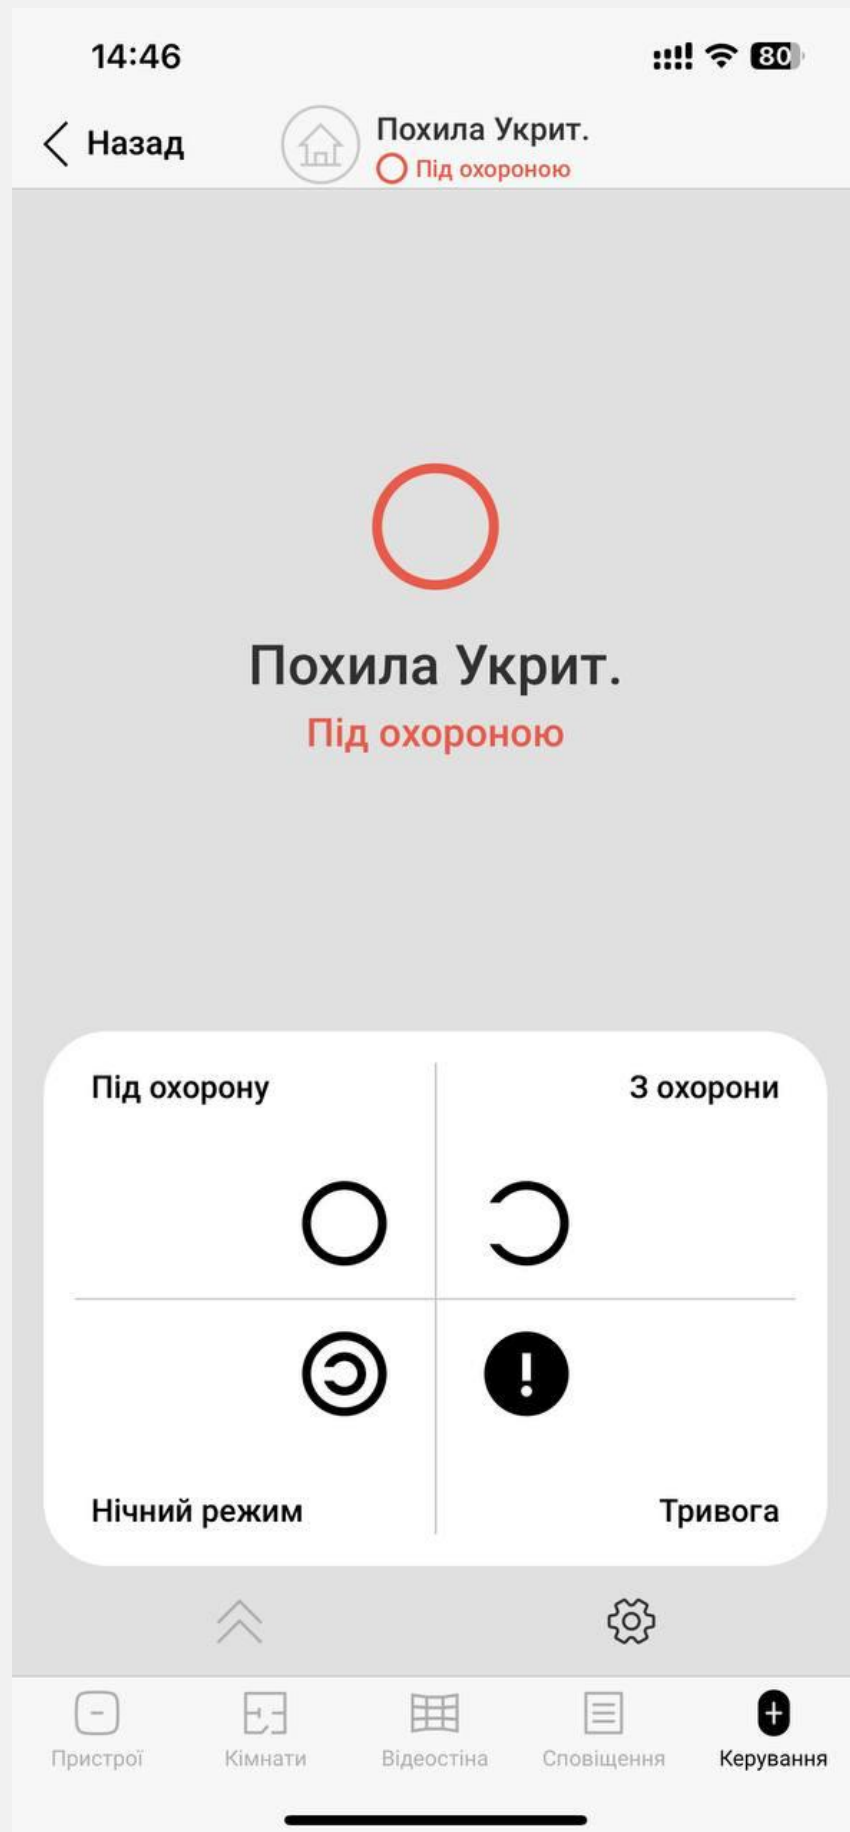 14:46
80
Назад
Похила Укрит.
Під охороною
Похила Укрит.
Під охороною
Під охорону
З охорони
Нічний режим
Тривога
Пристрої
Кімнати
Відеостіна
Сповіщення
Керування